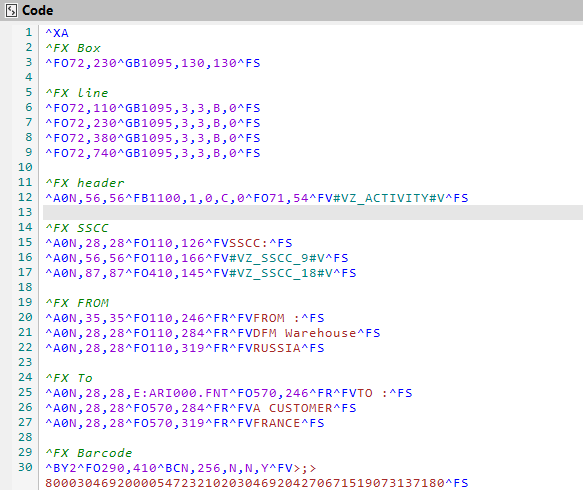 Code
1 ^XA
2 ^FX Box
3 ^FO72,230^GB1095,130,130^FS
4
5 ^FX line
6 ^FO72,110^GB1095,3,3,B,0^FS
7 ^FO72,230^GB1095,3,3,B,0^FS
8 ^FO72,380^GB1095,3,3,B,0^FS
9 ^FO72,740^GB1095,3,3,B,0^FS
10
11 ^FX header
12 ^A0N,56,56^FB1100,1,0,C,0^FO71,54^FV#VZ_ACTIVITY#V^FS
13
14 ^FX SSCC
15 ^A0N,28,28^FO110,126^FVSSCC:^FS
16 ^A0N,56,56^FO110,166^FV#VZ_SSCC_9#V^FS
17 ^A0N,87,87^FO410,145^FV#VZ_SSCC_18#V^FS
18
19 ^FX FROM
20 ^A0N,35,35^FO110,246^FR^FVFROM :^FS
21 ^A0N,28,28^FO110,284^FR^FVDFM Warehouse^FS
22 ^A0N,28,28^FO110,319^FR^FVRUSSIA^FS
23
24 ^FX To
25 ^A0N,28,28,E:ARI000.FNT^FO570,246^FR^FVTO :^FS
26 ^A0N,28,28^FO570,284^FR^FVA CUSTOMER^FS
27 ^A0N,28,28^FO570,319^FR^FVFRANCE^FS
28
29 ^FX Barcode
30 ^BY2^FO290,410^BCN,256,N,N,Y^FV>;>
800030469200005472321020304692042706715190731​37180^FS